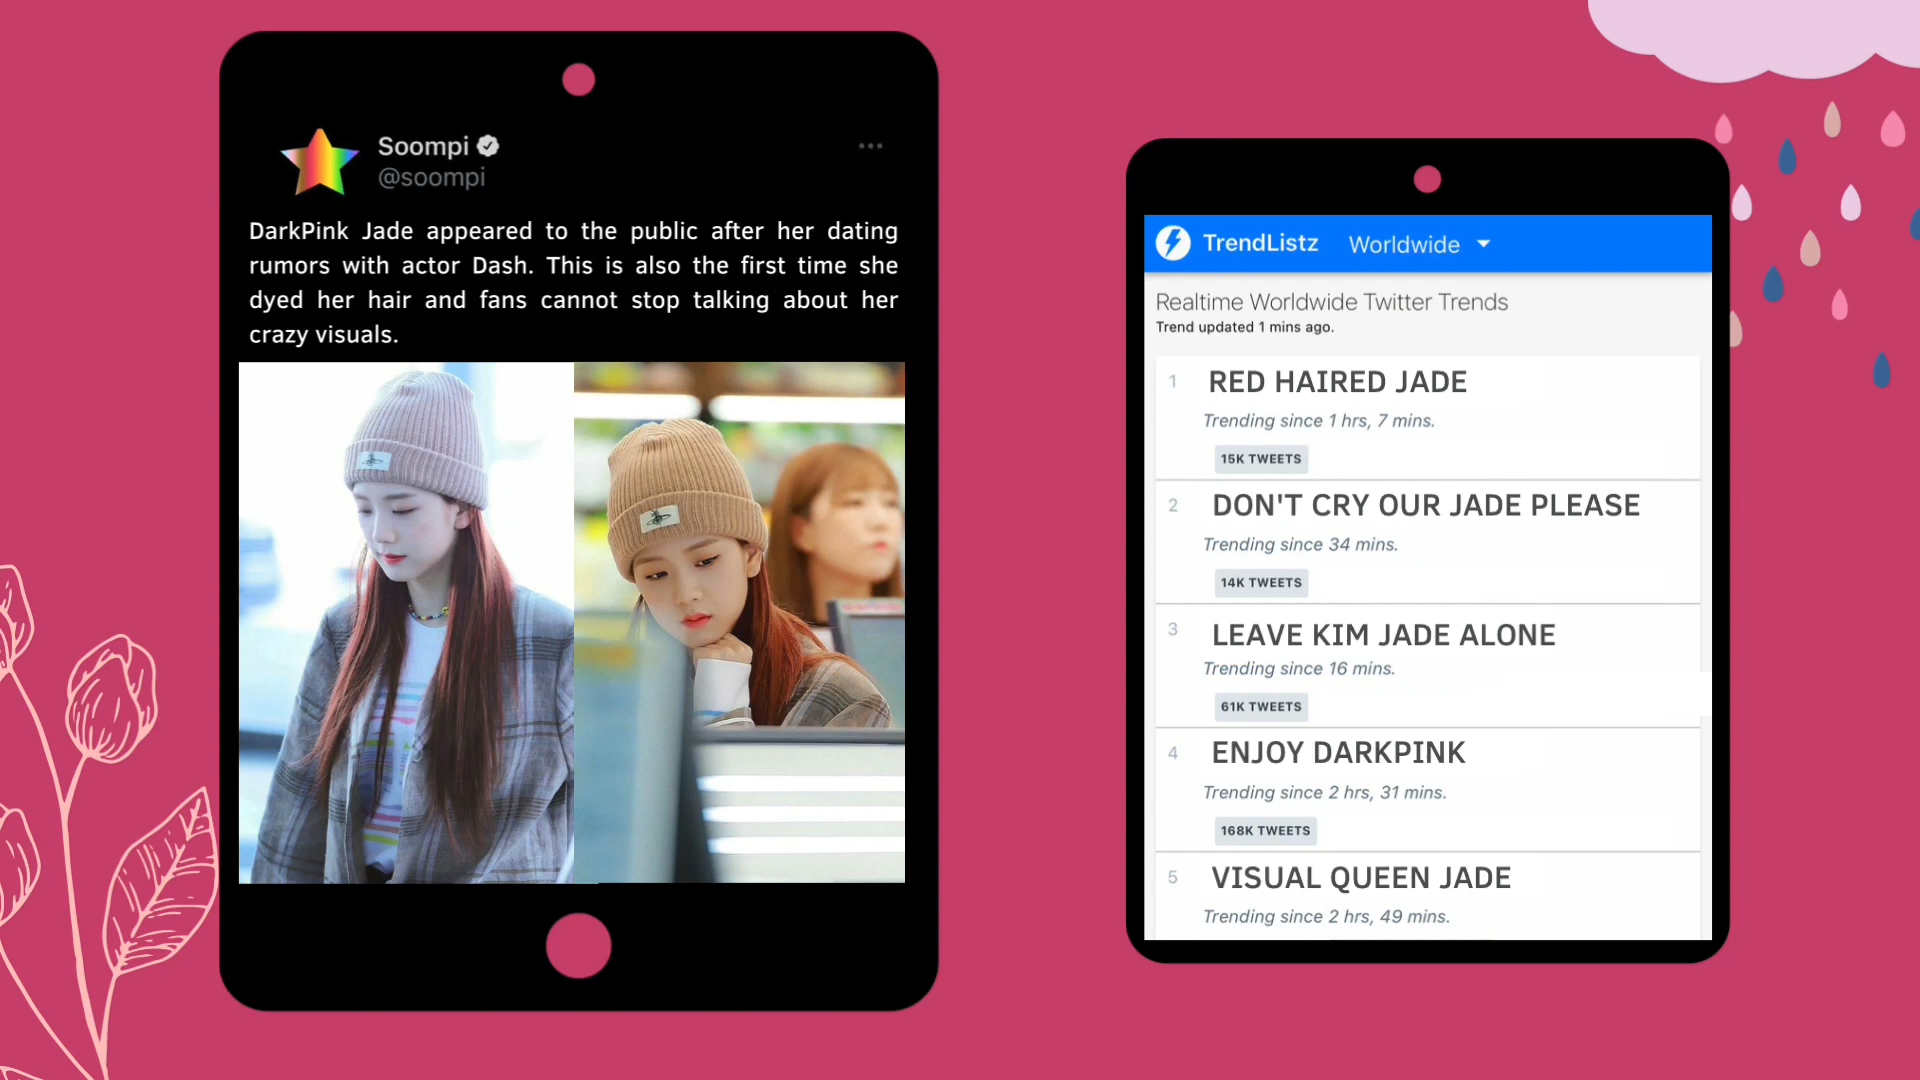 Soompi
@soompi
DarkPink Jade appeared to the public after her dating
rumors with actor Dash. This is also the first time she
dyed her hair and fans cannot stop talking about her
crazy visuals.
TrendListz Worldwide
Realtime Worldwide Twitter Trends
Trend updated 1 mins ago.
1 RED HAIRED JADE
Trending since 1 hrs, 7 mins.
15K TWEETS
2 DON'T CRY OUR JADE PLEASE
Trending since 34 mins.
14K TWEETS
3 LEAVE KIM JADE ALONE
Trending since 16 mins.
61K TWEETS
4 ENJOY DARKPINK
Trending since 2 hrs, 31 mins.
168K TWEETS
5 VISUAL QUEEN JADE
Trending since 2 hrs, 49 mins.